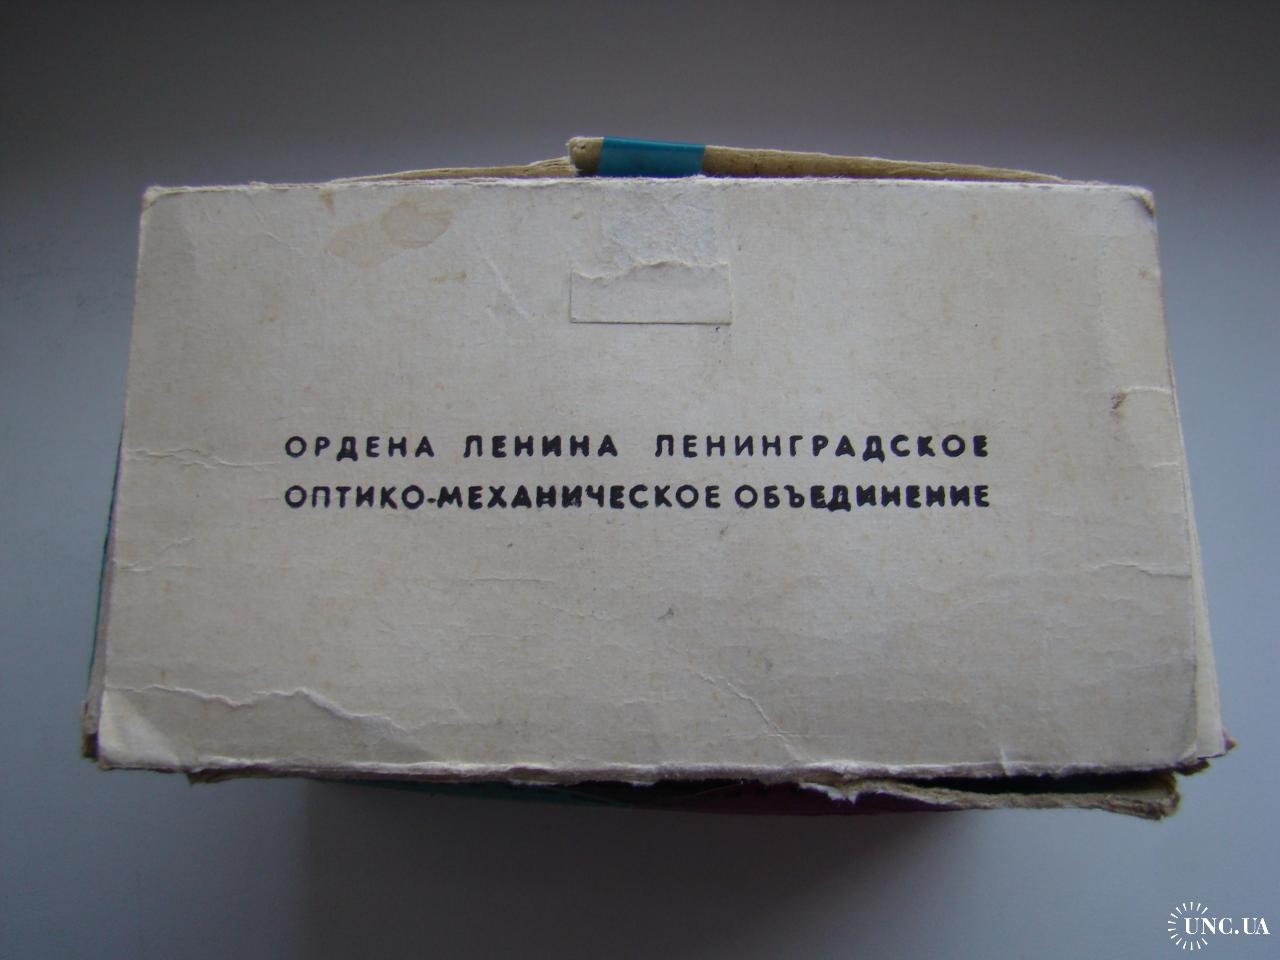 ОРДЕНА ЛЕНИНА ЛЕНИНГРАДСКОЕ
ОПТИКО-МЕХАНИЧЕСКОЕ ОБЪЕДИНЕНИЕ
UNC.UA